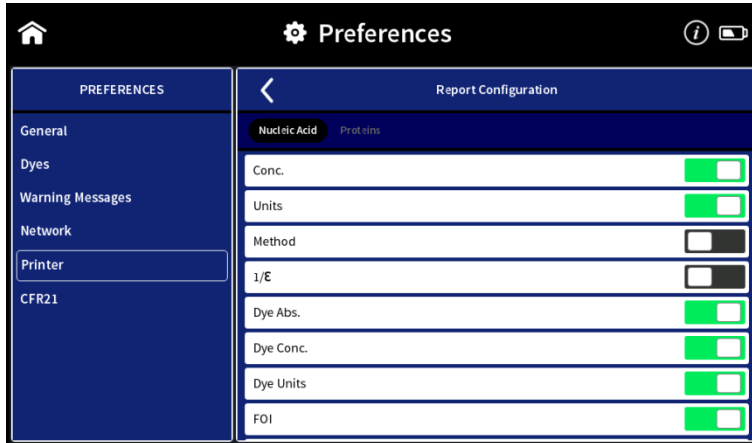 Preferences
PREFERENCES
General
Dyes
Warning Messages
Network
Printer
CFR21
Report Configuration
Nucleic Acid Proteins
Conc.
Units
Method
1/Ɛ
Dye Abs.
Dye Conc.
Dye Units
FOI